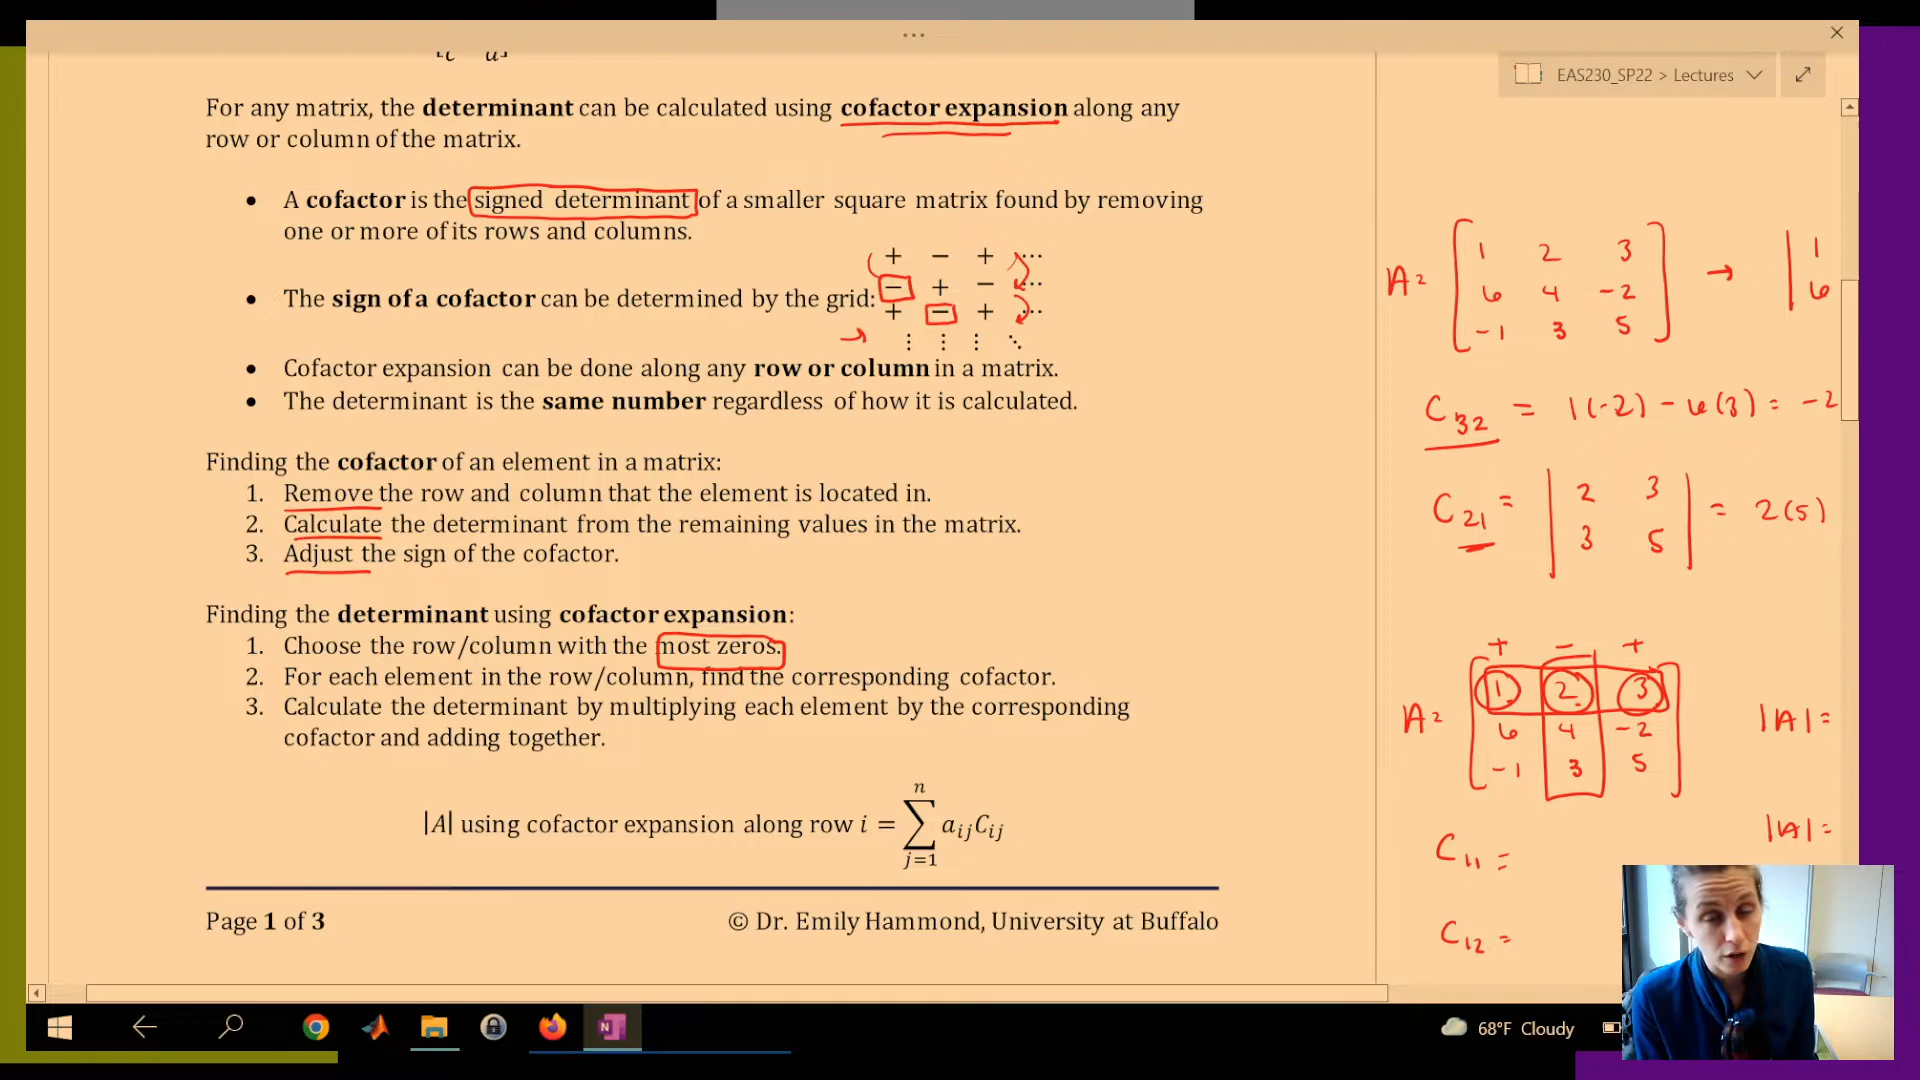 EAS230_SP22 > Lectures
For any matrix, the determinant can be calculated using cofactor expansion along any
row or column of the matrix.
• A cofactor is the signed determinant of a smaller square matrix found by removing
one or more of its rows and columns.
+ − + ⋯
− + − ⋯
• The sign of a cofactor can be determined by the grid:
+ − + ⋯
⋮ ⋮ ⋮ ⋱
• Cofactor expansion can be done along any row or column in a matrix.
• The determinant is the same number regardless of how it is calculated.
Finding the cofactor of an element in a matrix:
1. Remove the row and column that the element is located in.
2. Calculate the determinant from the remaining values in the matrix.
3. Adjust the sign of the cofactor.
Finding the determinant using cofactor expansion:
1. Choose the row/column with the most zeros.
2. For each element in the row/column, find the corresponding cofactor.
3. Calculate the determinant by multiplying each element by the corresponding
cofactor and adding together.
n
|A| using cofactor expansion along row i = ∑ aijCij
j=1
Page 1 of 3 © Dr. Emily Hammond, University at Buffalo
1 2 3 1
A = → 
6 4 -2 6
-1 3 5
C32 = 1(-2) - 6(3) = -2
2 3
C21 = = 2(5)
3 5
+ - +
1 2 3
A = |A| =
6 4 -2
-1 3 5
|A| =
C11 =
C12 =
68°F Cloudy